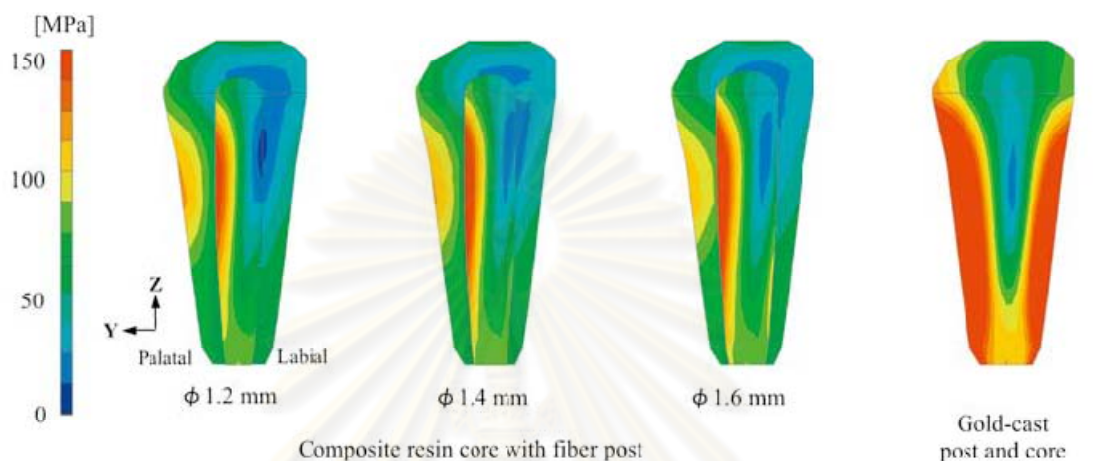 [MPa]
150
100
50
0
Z
Y
Palatal
Labial
ϕ 1.2 mm
ϕ 1.4 mm
ϕ 1.6 mm
Gold-cast
post and core
Composite resin core with fiber post